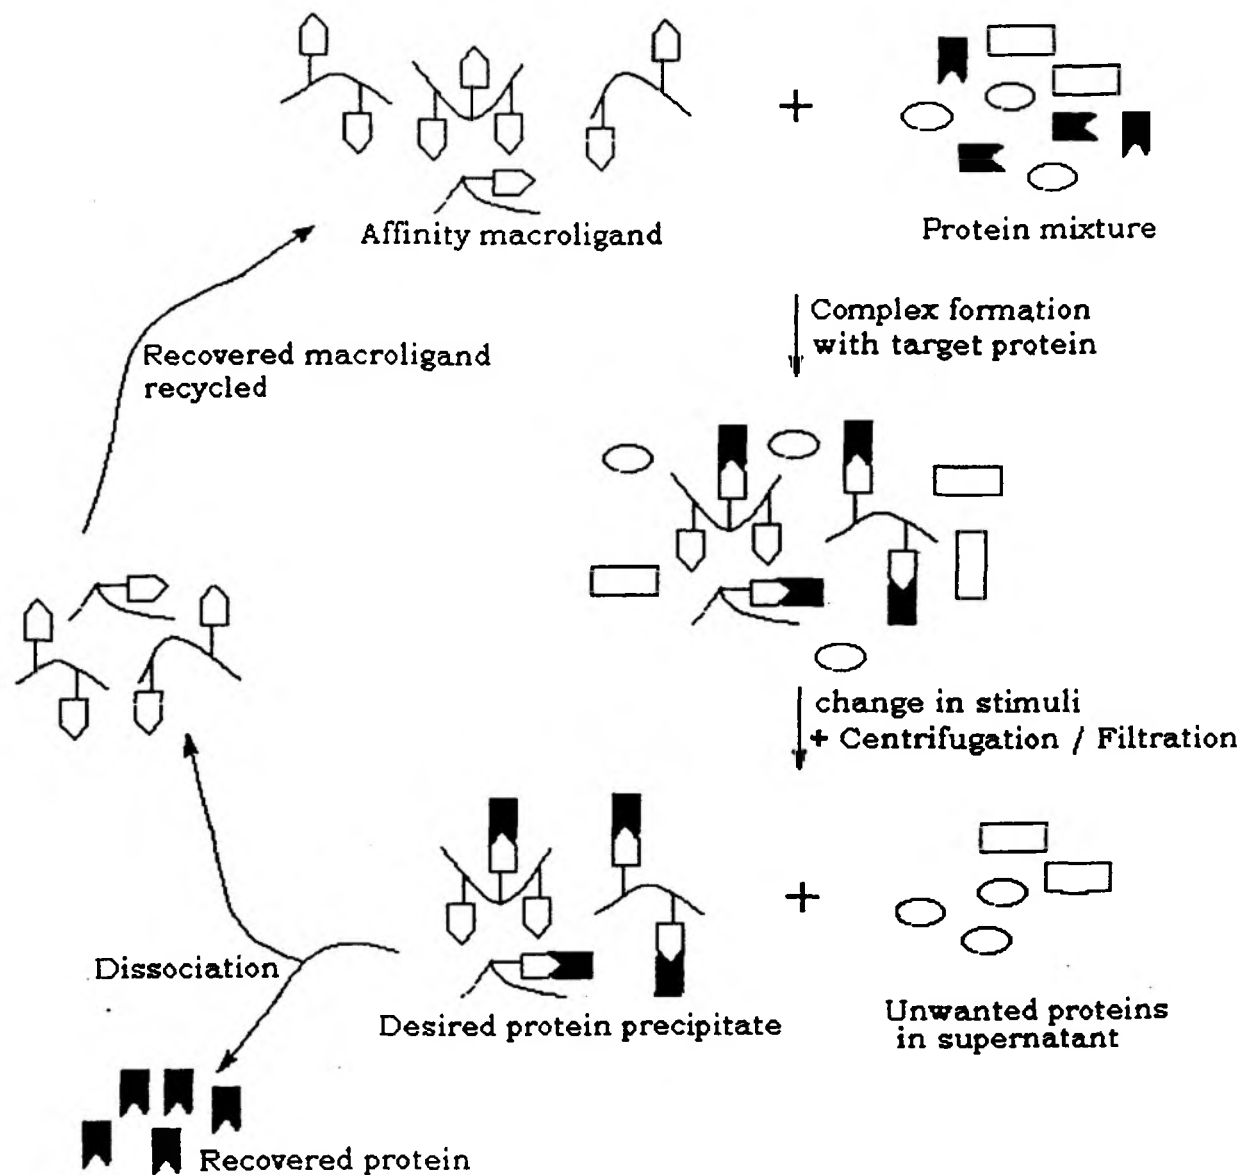 Affinity macroligand
+
Protein mixture
Complex formation
with target protein
Recovered macroligand
recycled
change in stimuli
+ Centrifugation / Filtration
+
Dissociation
Desired protein precipitate
Unwanted proteins
in supernatant
Recovered protein